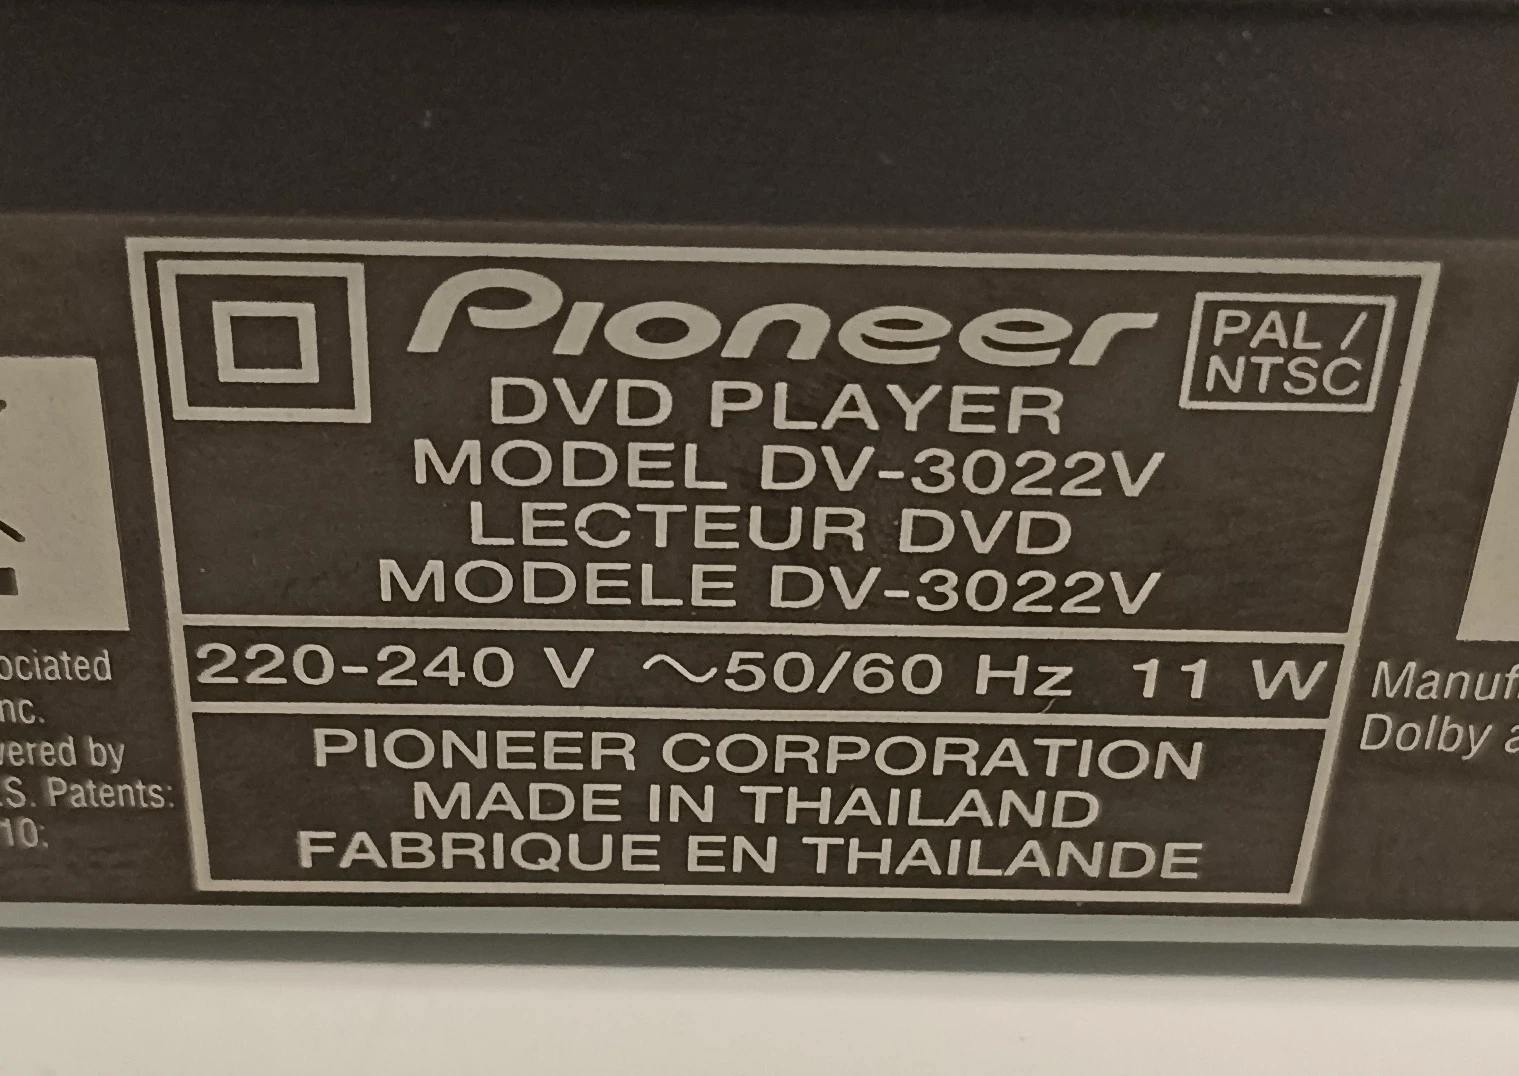 Pioneer
PAL /
NTSC
DVD PLAYER
MODEL DV-3022V
LECTEUR DVD
MODELE DV-3022V
220-240 V ~50/60 Hz 11 W
PIONEER CORPORATION
MADE IN THAILAND
FABRIQUE EN THAILANDE
ociated
nc.
vered by
.S. Patents:
10:
Manuf
Dolby a